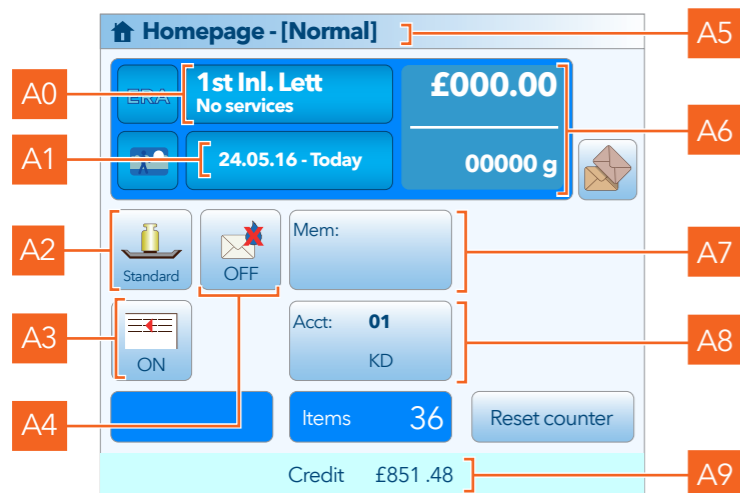 Homepage - [Normal]
A5
A0
ERA
1st Inl. Lett
No services
£000.00
A6
A1
24.05.16 - Today
00000 g
A2
Standard
OFF
Mem:
A7
A3
ON
Acct: 01
KD
A8
A4
Items 36
Reset counter
Credit £851 .48
A9